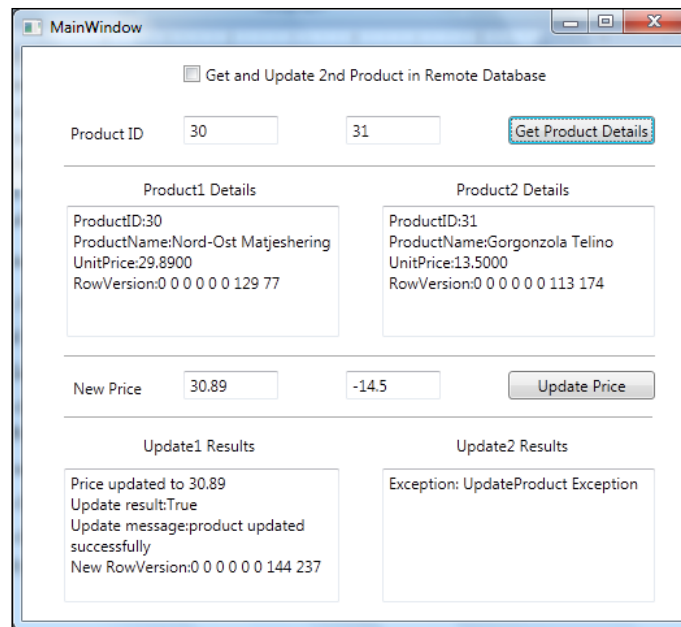 MainWindow
Get and Update 2nd Product in Remote Database
Product ID 30 31 Get Product Details
Product1 Details Product2 Details
ProductID:30
ProductName:Nord-Ost Matjeshering
UnitPrice:29.8900
RowVersion:0 0 0 0 0 0 129 77
ProductID:31
ProductName:Gorgonzola Telino
UnitPrice:13.5000
RowVersion:0 0 0 0 0 0 113 174
New Price 30.89 -14.5 Update Price
Update1 Results Update2 Results
Price updated to 30.89
Update result:True
Update message:product updated
successfully
New RowVersion:0 0 0 0 0 0 144 237
Exception: UpdateProduct Exception